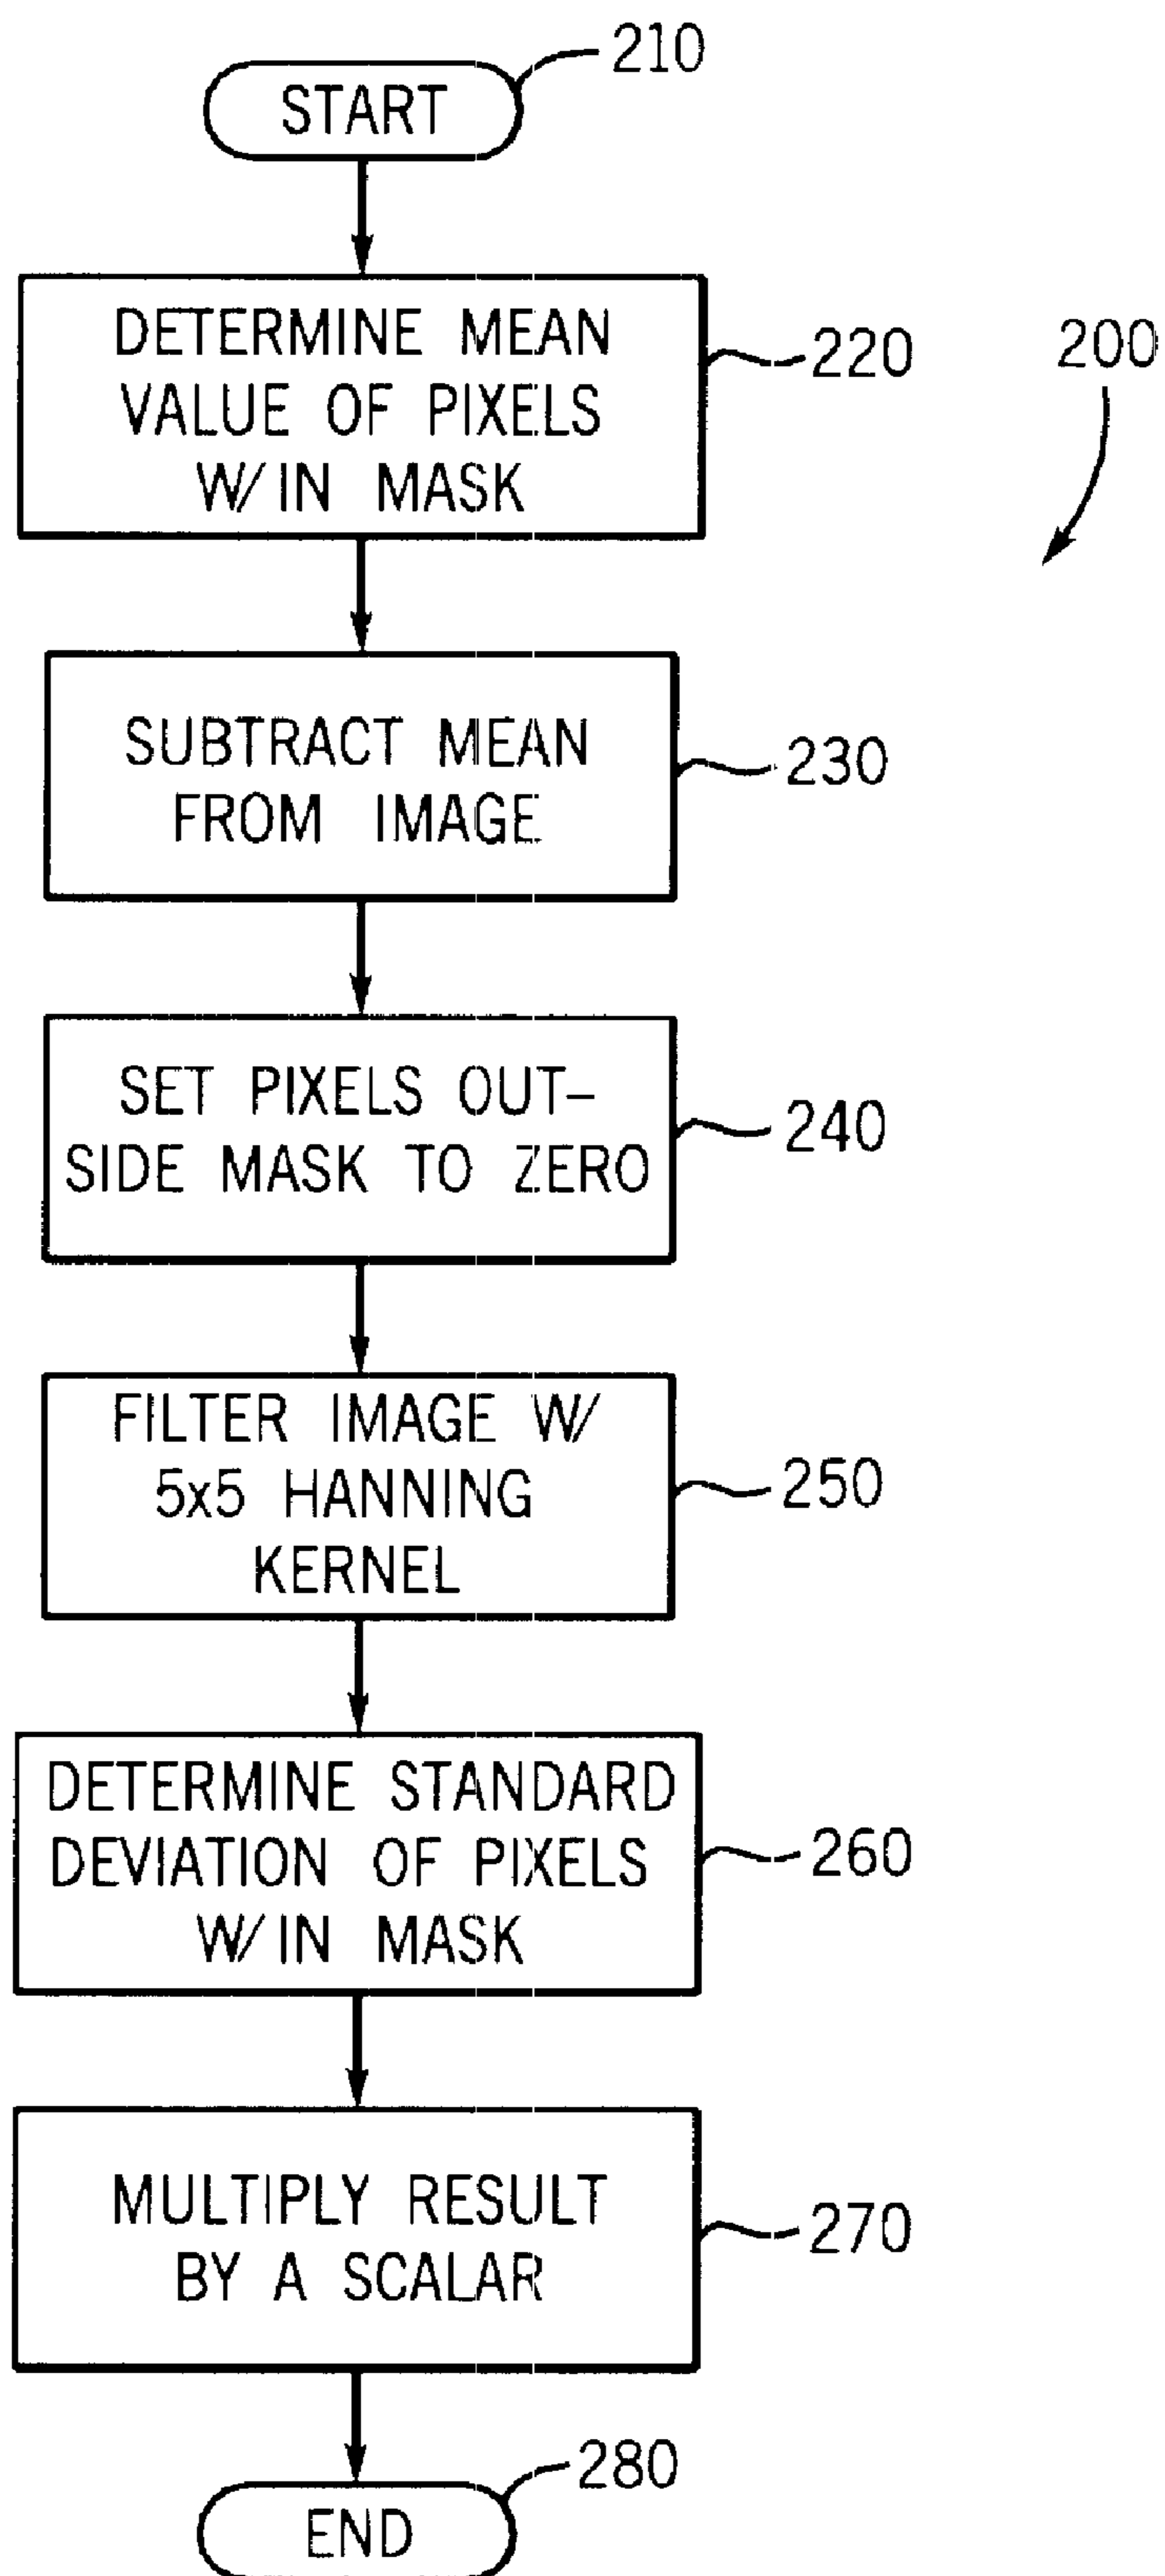 210
START
DETERMINE MEAN
VALUE OF PIXELS
W/IN MASK
220
200
SUBTRACT MEAN
FROM IMAGE
230
SET PIXELS OUT-
SIDE MASK TO ZERO
240
FILTER IMAGE W/
5x5 HANNING
KERNEL
250
DETERMINE STANDARD
DEVIATION OF PIXELS
W/IN MASK
260
MULTIPLY RESULT
BY A SCALAR
270
280
END